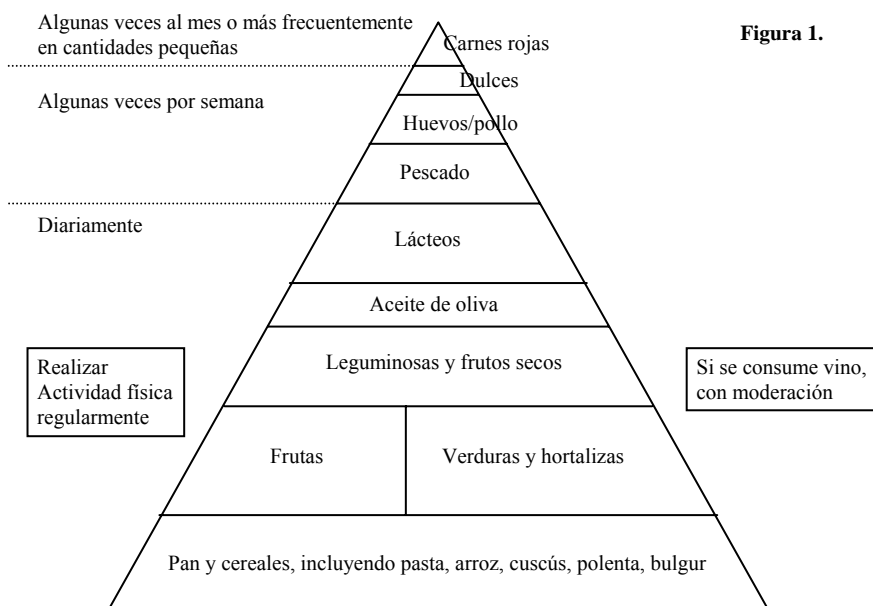 Algunas veces al mes o más frecuentemente
en cantidades pequeñas
Figura 1.
Carnes rojas
Dulces
Algunas veces por semana
Huevos/pollo
Pescado
Diariamente
Lácteos
Aceite de oliva
Realizar
Actividad física
regularmente
Leguminosas y frutos secos
Si se consume vino,
con moderación
Frutas
Verduras y hortalizas
Pan y cereales, incluyendo pasta, arroz, cuscús, polenta, bulgur